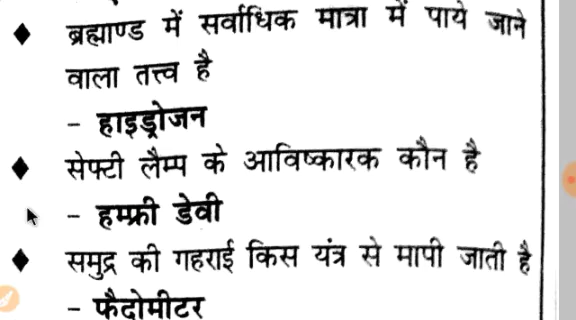 ♦ ब्रह्माण्ड में सर्वाधिक मात्रा में पाये जाने
वाला तत्त्व है
– हाइड्रोजन
♦ सेफ्टी लैम्प के आविष्कारक कौन है
– हम्फ्री डेवी
♦ समुद्र की गहराई किस यंत्र से मापी जाती है
– फैदोमीटर